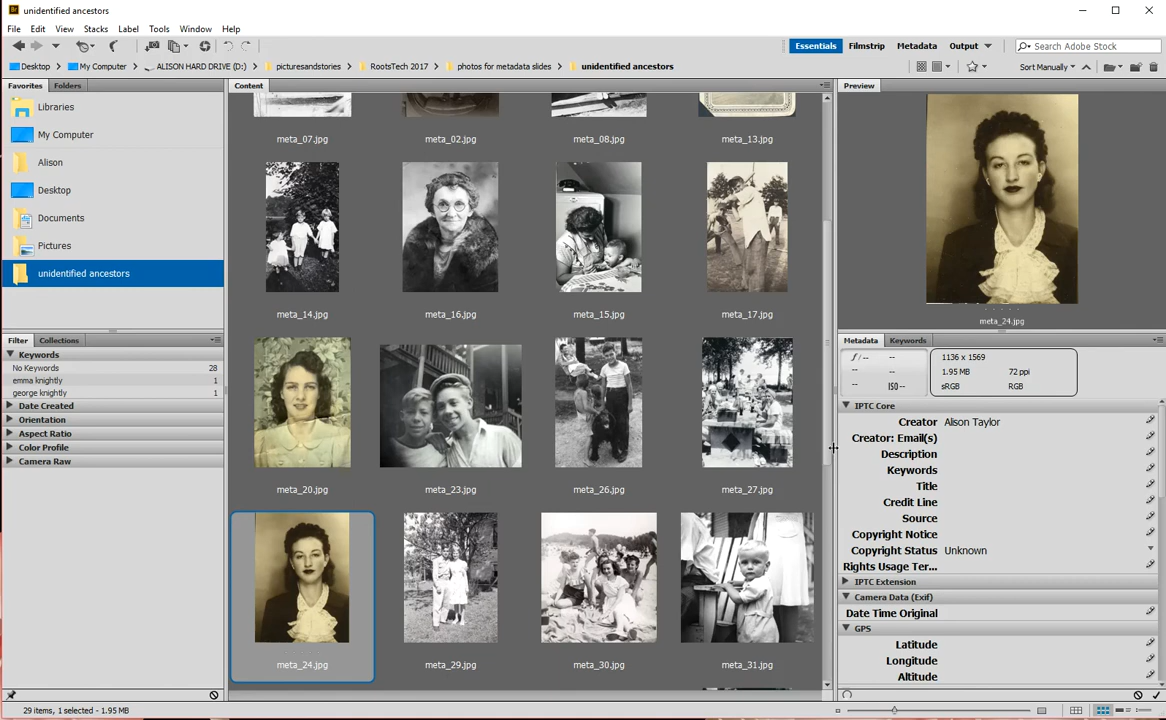 Br unidentified ancestors
File Edit View Stacks Label Tools Window Help
Essentials Filmstrip Metadata Output Search Adobe Stock
Desktop My Computer ALISON HARD DRIVE (D:) picturesandstories RootsTech 2017 photos for metadata slides unidentified ancestors Sort Manually
Favorites Folders
Libraries
My Computer
Alison
Desktop
Documents
Pictures
unidentified ancestors
Filter Collections
Keywords
No Keywords 28
emma knightly 1
george knightly 1
Date Created
Orientation
Aspect Ratio
Color Profile
Camera Raw
Content
meta_07.jpg meta_02.jpg meta_08.jpg meta_13.jpg
meta_14.jpg meta_16.jpg meta_15.jpg meta_17.jpg
meta_20.jpg meta_23.jpg meta_26.jpg meta_27.jpg
meta_24.jpg meta_29.jpg meta_30.jpg meta_31.jpg
Preview
meta_24.jpg
Metadata Keywords
f/-- --
-- --
-- ISO --
1136 x 1569
1.95 MB 72 ppi
sRGB RGB
IPTC Core
Creator Alison Taylor
Creator: Email(s)
Description
Keywords
Title
Credit Line
Source
Copyright Notice
Copyright Status Unknown
Rights Usage Ter...
IPTC Extension
Camera Data (Exif)
Date Time Original
GPS
Latitude
Longitude
Altitude
29 items, 1 selected - 1.95 MB